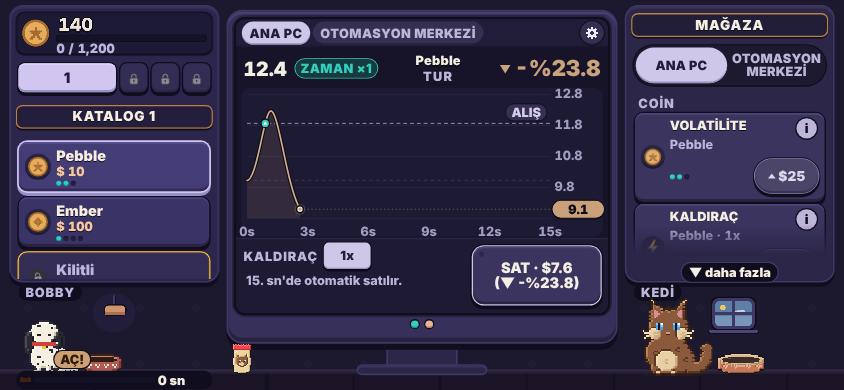 140
0 / 1,200
1
KATALOG 1
Pebble
$ 10
Ember
$ 100
Kilitli
BOBBY
AÇ!
0 sn
ANA PC
OTOMASYON MERKEZİ
12.4
ZAMAN ×1
Pebble
TUR
▼ -%23.8
12.8
ALIŞ
11.8
10.8
9.8
9.1
0s
3s
6s
9s
12s
15s
KALDIRAÇ
1x
15. sn'de otomatik satılır.
SAT · $7.6
(▼ -%23.8)
MAĞAZA
ANA PC
OTOMASYON
MERKEZİ
COİN
VOLATİLİTE
i
Pebble
▲$25
KALDIRAÇ
i
Pebble · 1x
▼ daha fazla
KEDİ